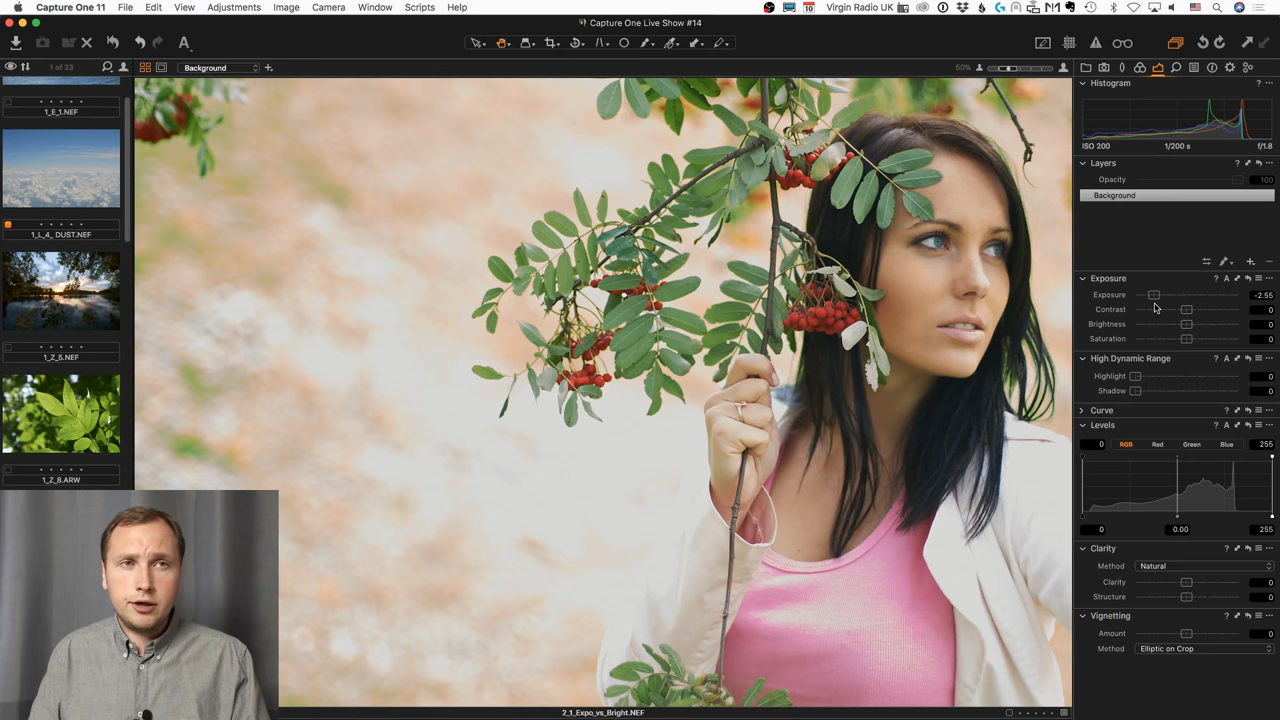 Capture One 11 File Edit View Adjustments Image Camera Window Scripts Help Virgin Radio UK
Capture One Live Show #14
1 of 23
Background
50%
1_E_1.NEF
1_L_4_ DUST.NEF
1_Z_5.NEF
1_Z_8.ARW
2_1_Expo_vs_Bright.NEF
Histogram ? ...
ISO 200 1/200 s f/1.8
Layers ? ...
Opacity 100
Background
Exposure ? A ...
Exposure -2.55
Contrast 0
Brightness 0
Saturation 0
High Dynamic Range ? A ...
Highlight 0
Shadow 0
Curve ? A ...
Levels ? A ...
0 RGB Red Green Blue 255
0 0.00 255
Clarity ? A ...
Method Natural
Clarity 0
Structure 0
Vignetting ? ...
Amount 0
Method Elliptic on Crop